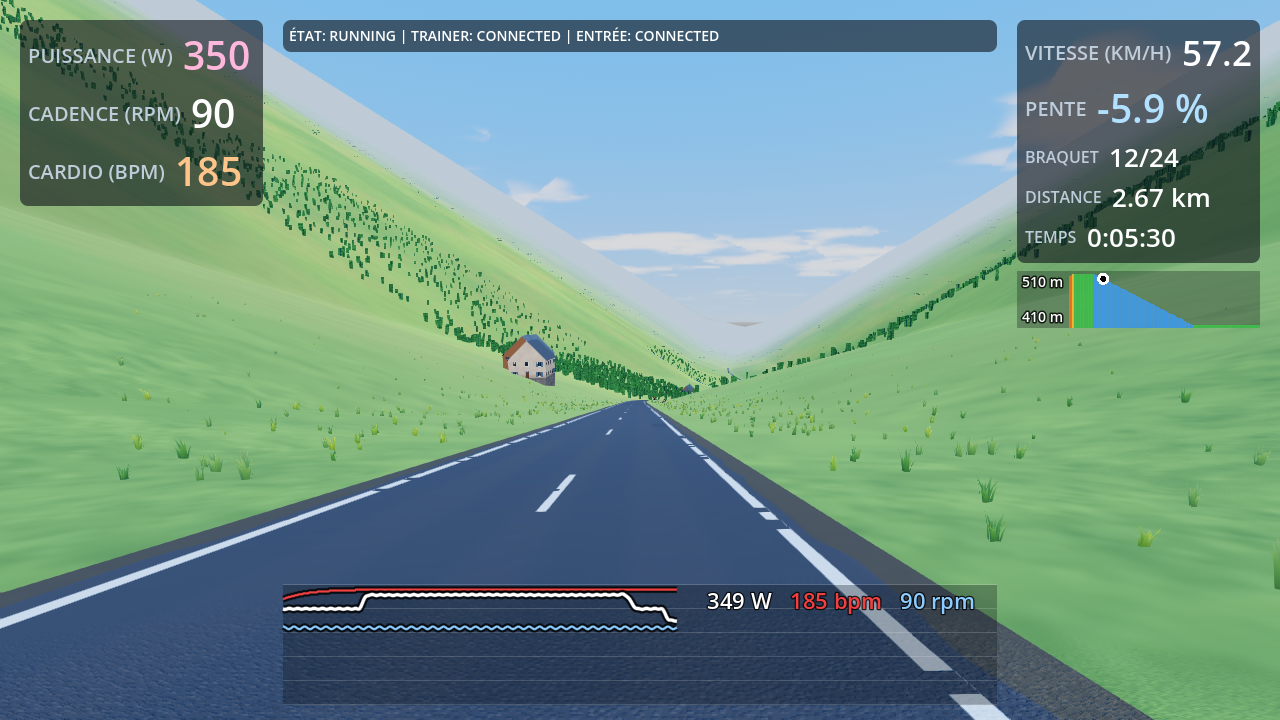 PUISSANCE (W) 350
CADENCE (RPM) 90
CARDIO (BPM) 185
ÉTAT: RUNNING | TRAINER: CONNECTED | ENTRÉE: CONNECTED
VITESSE (KM/H) 57.2
PENTE -5.9 %
BRAQUET 12/24
DISTANCE 2.67 km
TEMPS 0:05:30
510 m
410 m
349 W 185 bpm 90 rpm